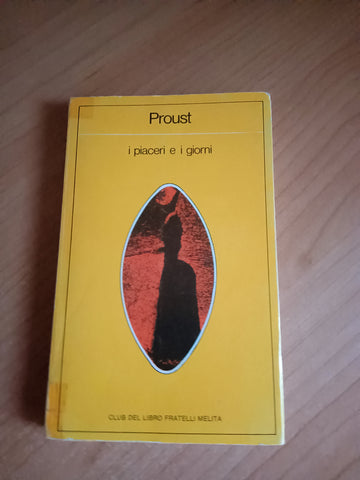 Proust
i piaceri e i giorni
CLUB DEL LIBRO FRATELLI MELITA